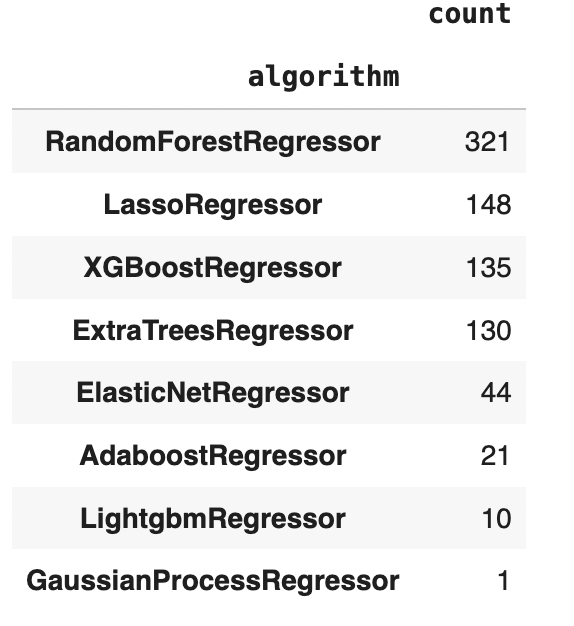 count
algorithm
RandomForestRegressor 321
LassoRegressor 148
XGBoostRegressor 135
ExtraTreesRegressor 130
ElasticNetRegressor 44
AdaboostRegressor 21
LightgbmRegressor 10
GaussianProcessRegressor 1